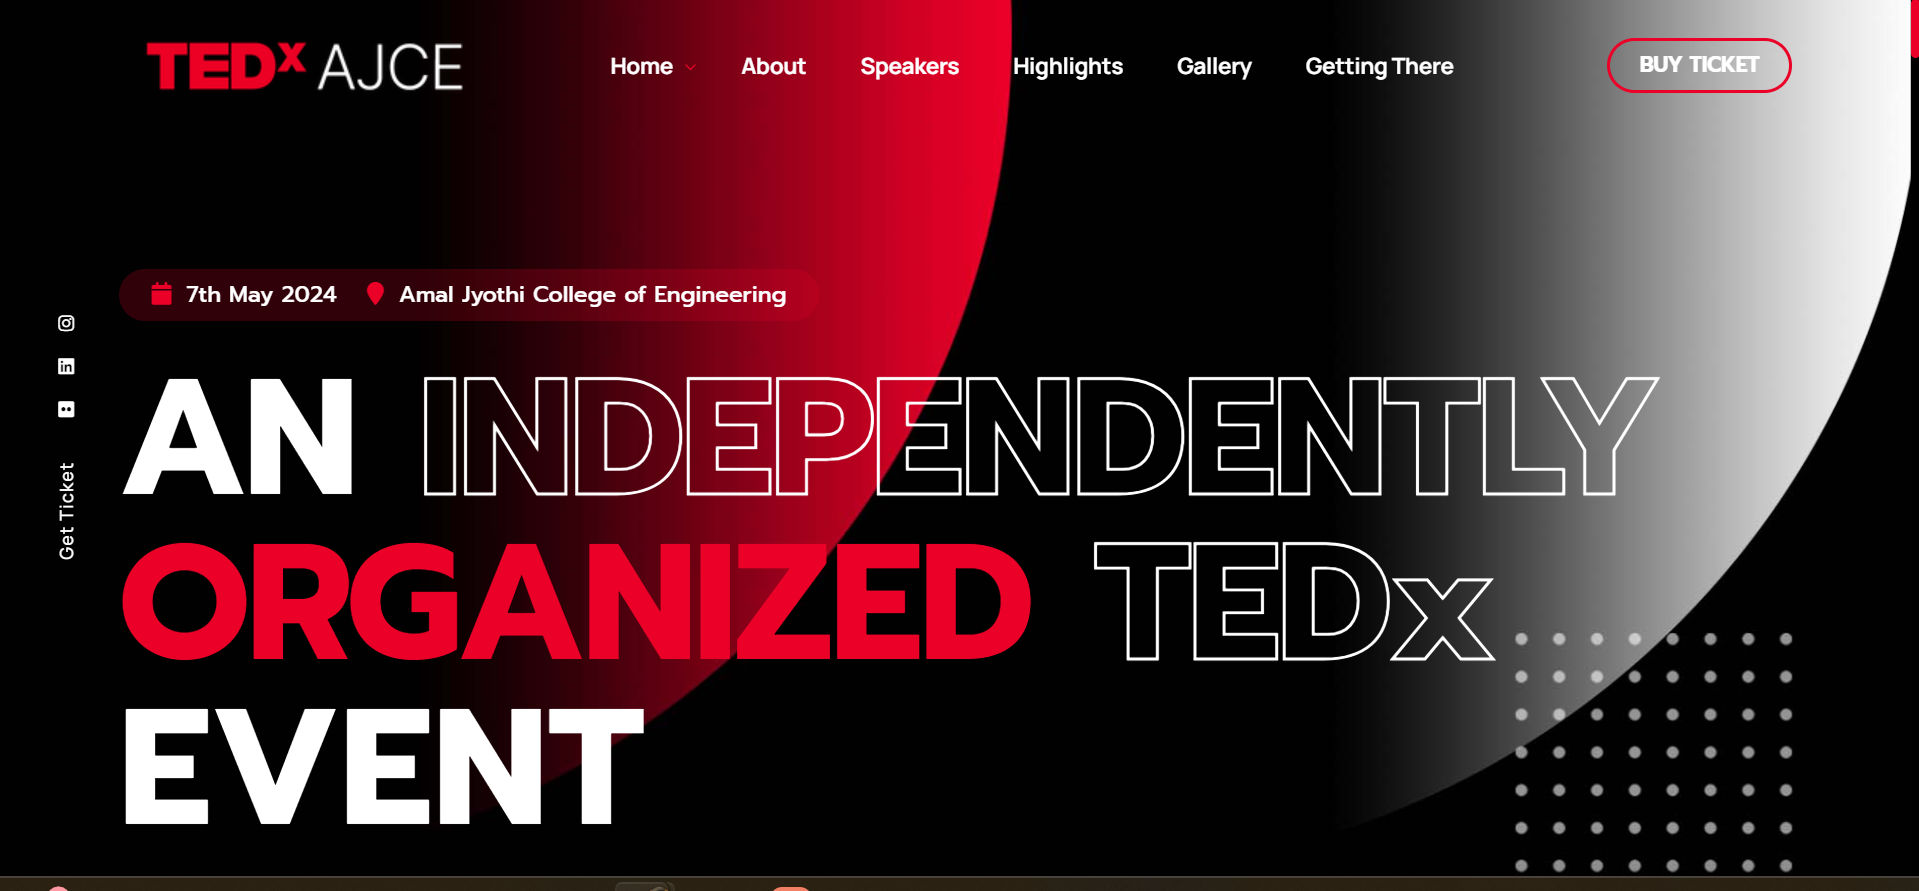 TEDx AJCE
Home
About
Speakers
Highlights
Gallery
Getting There
BUY TICKET
7th May 2024
Amal Jyothi College of Engineering
Get Ticket
AN INDEPENDENTLY
ORGANIZED TEDx
EVENT